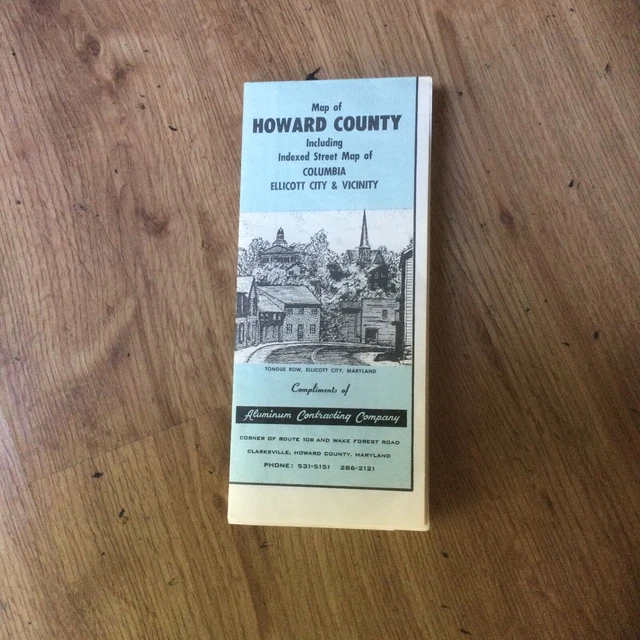 Map of
HOWARD COUNTY
Including
Indexed Street Map of
COLUMBIA
ELLICOTT CITY & VICINITY
TONGUE ROW, ELLICOTT CITY, MARYLAND
Compliments of
Aluminum Contracting Company
CORNER OF ROUTE 108 AND WAKE FOREST ROAD
CLARKSVILLE, HOWARD COUNTY, MARYLAND
PHONE: 531-5151 286-2121